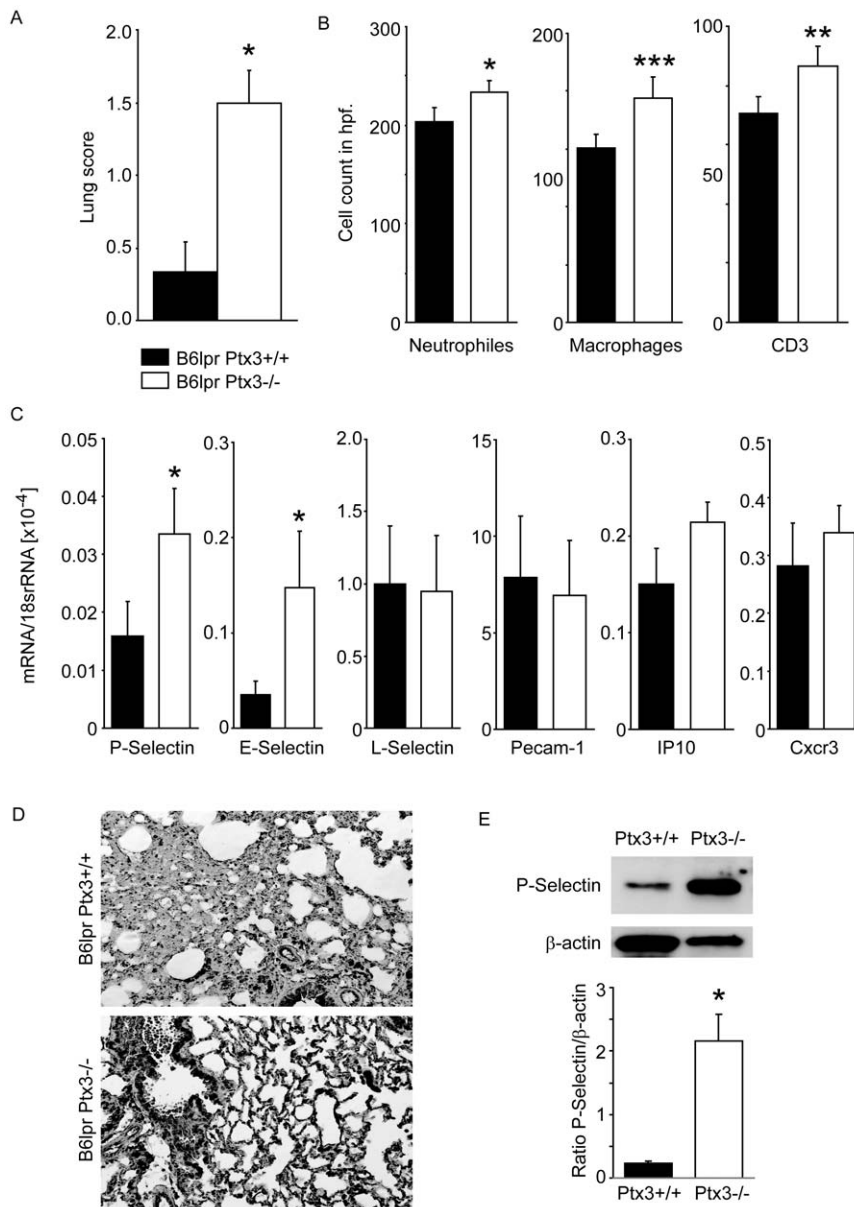 A
2.0
1.5
1.0
0.5
0.0
Lung score
*
B6lpr Ptx3+/+
B6lpr Ptx3-/-
B
300
200
100
0
Cell count in hpf.
*
Neutrophiles
200
100
0
***
Macrophages
100
50
0
**
CD3
C
mRNA/18srRNA [x10-4]
0.05
0.04
0.03
0.02
0.01
0
*
P-Selectin
0.3
0.2
0.1
0
*
E-Selectin
2.0
1.5
1.0
0.5
0
L-Selectin
15
10
5
0
Pecam-1
0.3
0.2
0.1
0
IP10
0.5
0.4
0.3
0.2
0.1
0
Cxcr3
D
B6lpr Ptx3+/+
B6lpr Ptx3-/-
E
Ptx3+/+ Ptx3-/-
P-Selectin
β-actin
Ratio P-Selectin/β-actin
3
2
1
0
*
Ptx3+/+ Ptx3-/-